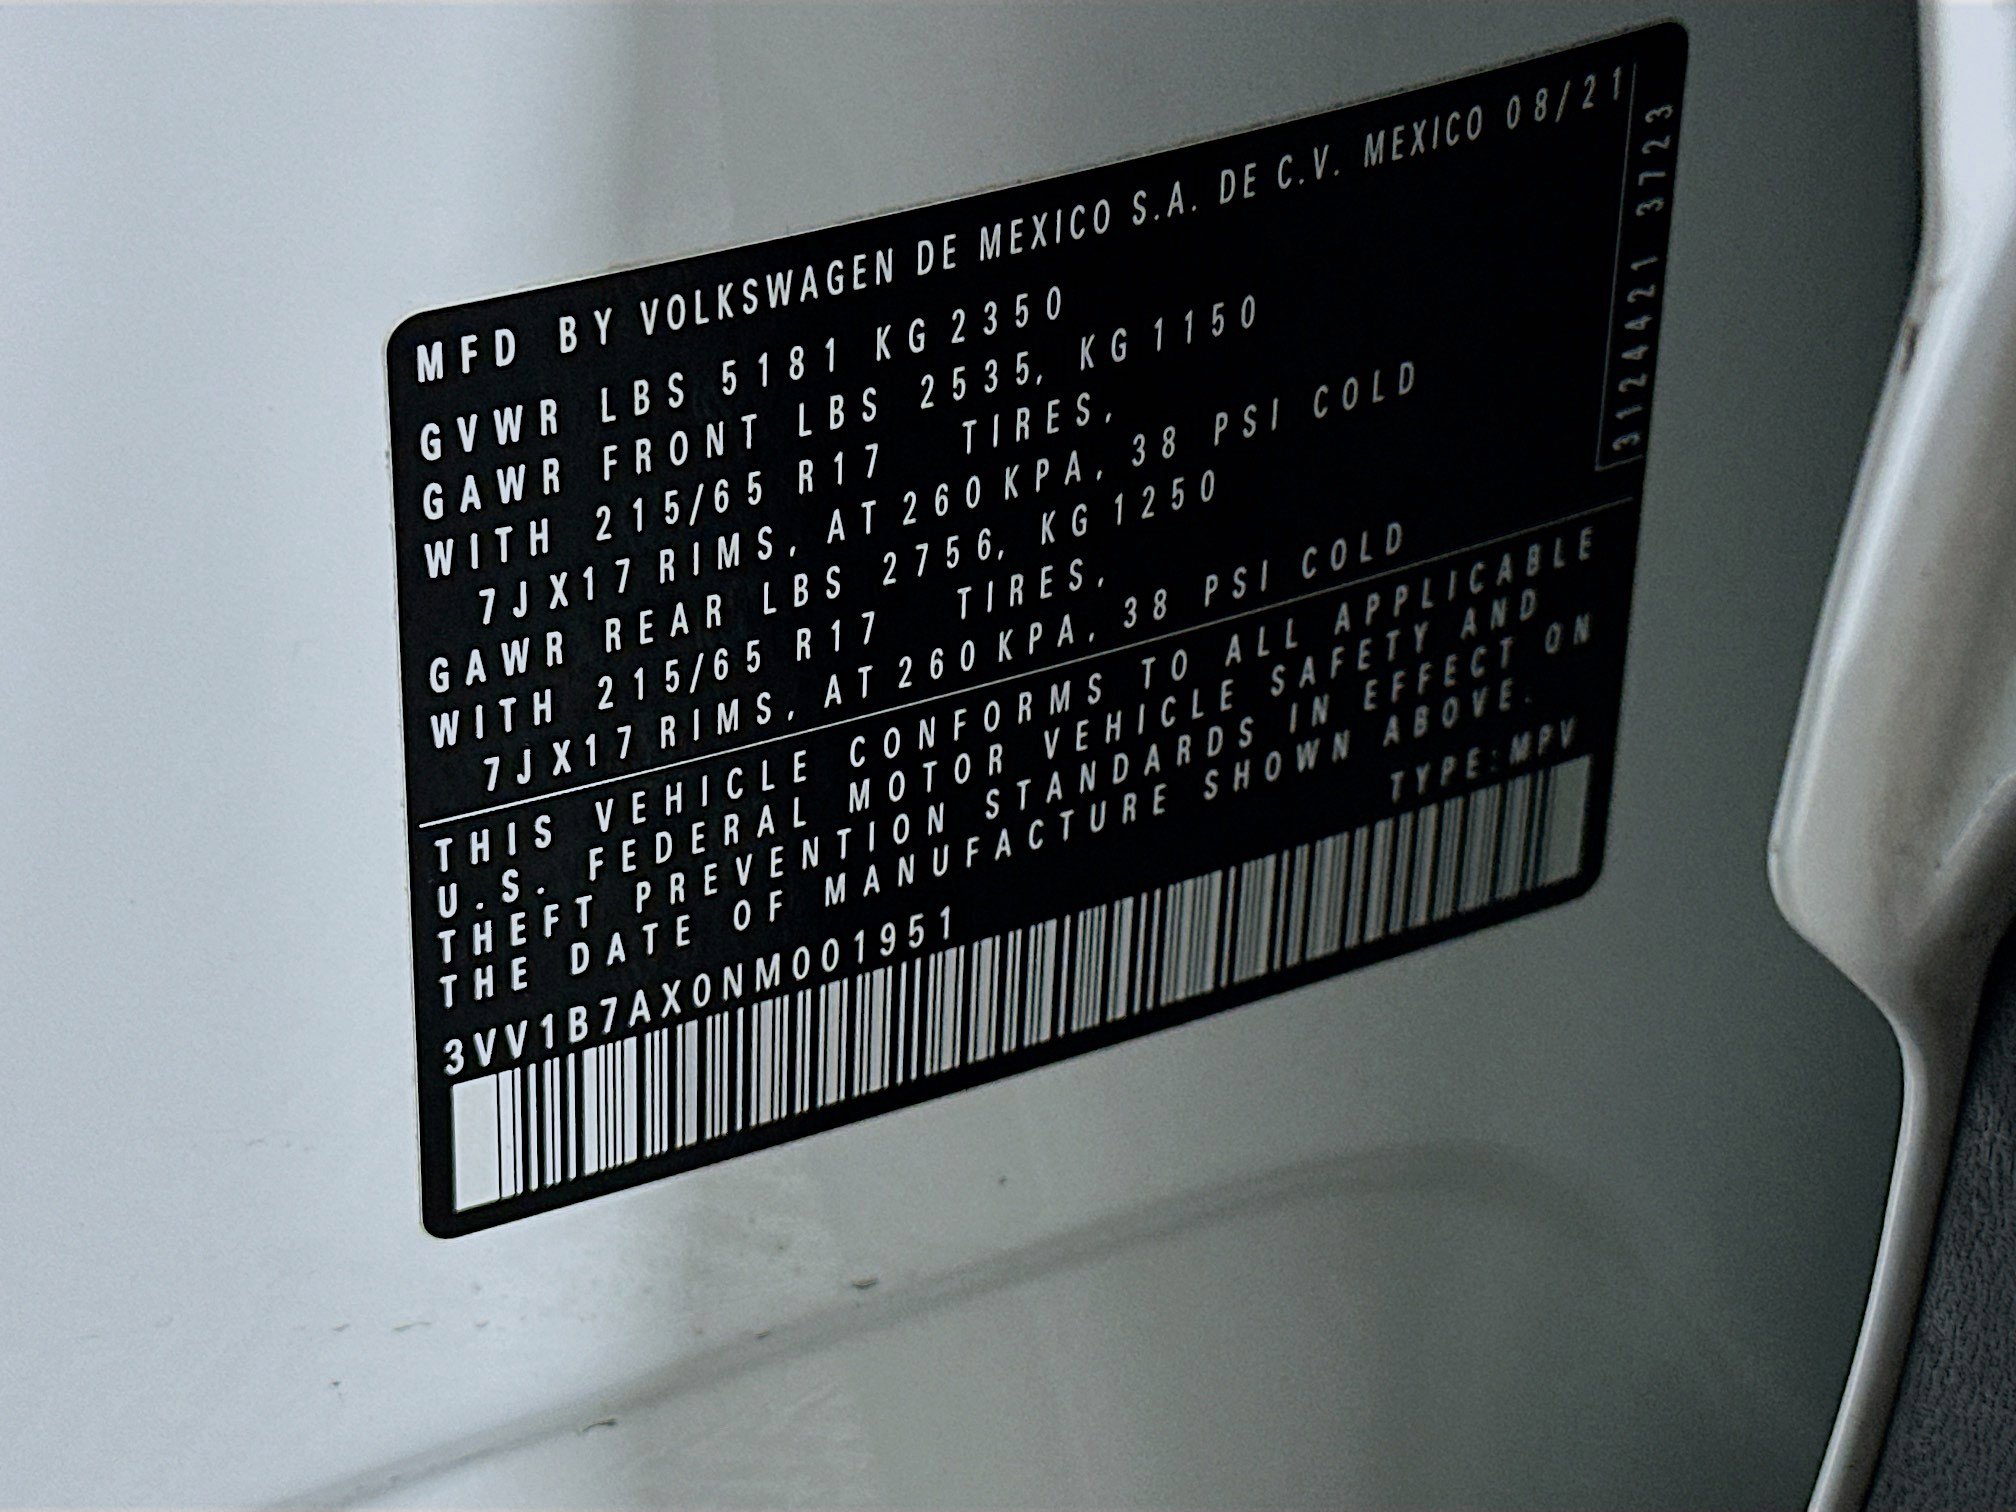 MFD BY VOLKSWAGEN DE MEXICO S.A. DE C.V. MEXICO 08/21
GVWR LBS 5181 KG 2350
GAWR FRONT LBS 2535, KG 1150
WITH 215/65 R17 TIRES,
7JX17 RIMS, AT 260 KPA, 38 PSI COLD
GAWR REAR LBS 2756, KG 1250
WITH 215/65 R17 TIRES,
7JX17 RIMS, AT 260 KPA, 38 PSI COLD
3124421 3723
THIS VEHICLE CONFORMS TO ALL APPLICABLE
U.S. FEDERAL MOTOR VEHICLE SAFETY AND
THEFT PREVENTION STANDARDS IN EFFECT ON
THE DATE OF MANUFACTURE SHOWN ABOVE.
3VV1B7AX0NM001951 TYPE:MPV